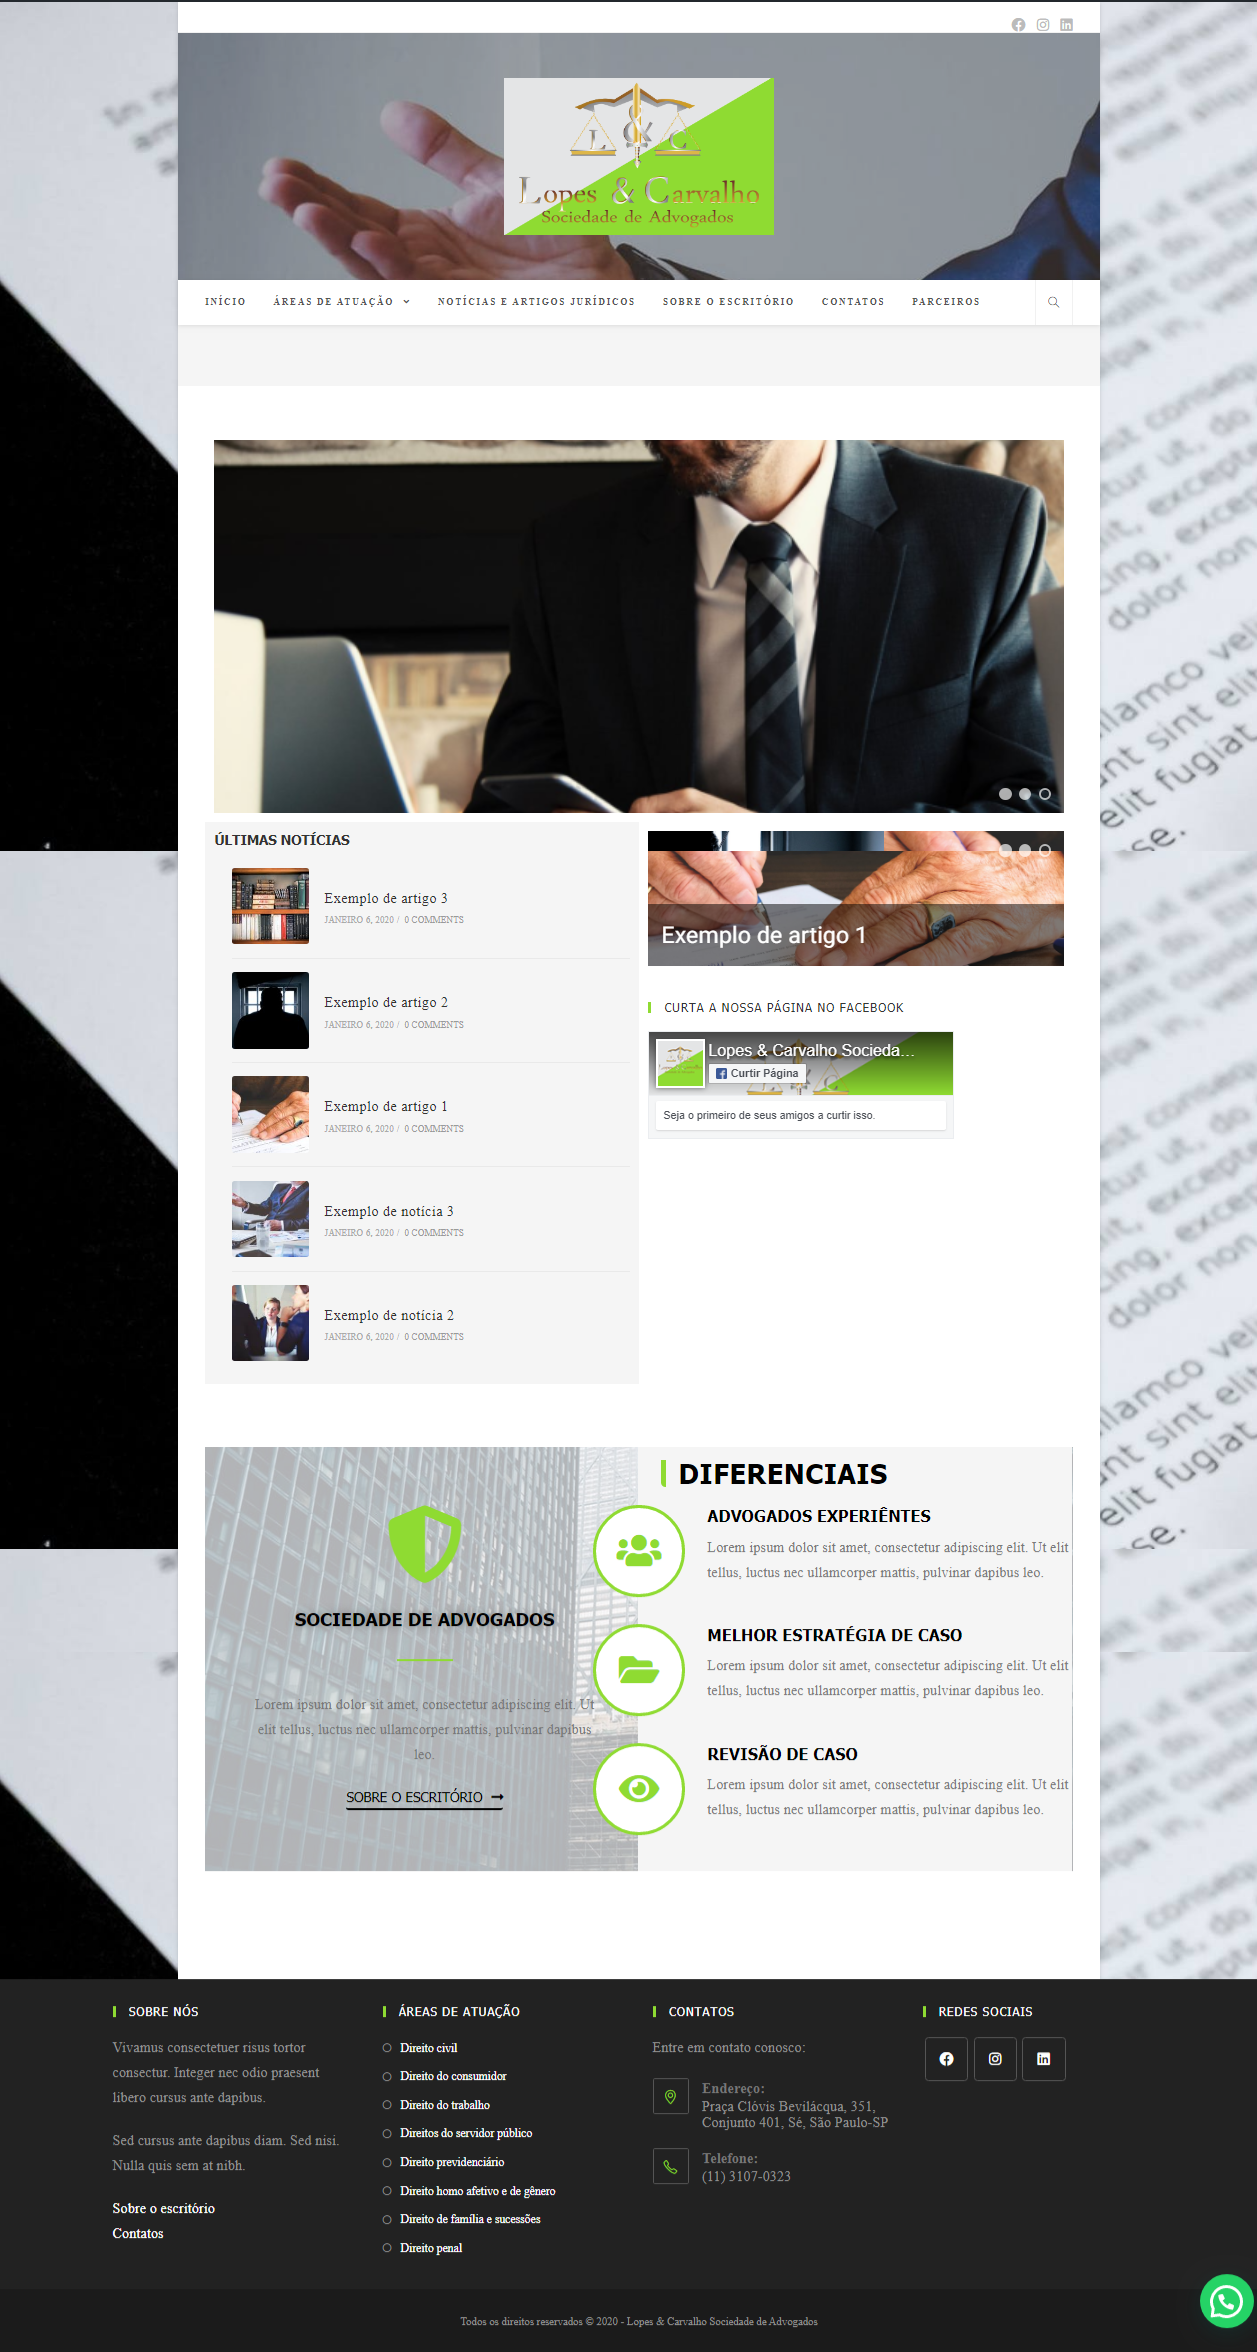 L & C
Lopes & Carvalho
Sociedade de Advogados
INÍCIO
ÁREAS DE ATUAÇÃO
NOTÍCIAS E ARTIGOS JURÍDICOS
SOBRE O ESCRITÓRIO
CONTATOS
PARCEIROS
ÚLTIMAS NOTÍCIAS
Exemplo de artigo 3
JANEIRO 6, 2020 / 0 COMMENTS
Exemplo de artigo 2
JANEIRO 6, 2020 / 0 COMMENTS
Exemplo de artigo 1
JANEIRO 6, 2020 / 0 COMMENTS
Exemplo de notícia 3
JANEIRO 6, 2020 / 0 COMMENTS
Exemplo de notícia 2
JANEIRO 6, 2020 / 0 COMMENTS
Exemplo de artigo 1
CURTA A NOSSA PÁGINA NO FACEBOOK
Lopes & Carvalho Socieda...
Curtir Página
Seja o primeiro de seus amigos a curtir isso.
SOCIEDADE DE ADVOGADOS
Lorem ipsum dolor sit amet, consectetur adipiscing elit. Ut
elit tellus, luctus nec ullamcorper mattis, pulvinar dapibus
leo.
SOBRE O ESCRITÓRIO
DIFERENCIAIS
ADVOGADOS EXPERIÊNTES
Lorem ipsum dolor sit amet, consectetur adipiscing elit. Ut elit
tellus, luctus nec ullamcorper mattis, pulvinar dapibus leo.
MELHOR ESTRATÉGIA DE CASO
Lorem ipsum dolor sit amet, consectetur adipiscing elit. Ut elit
tellus, luctus nec ullamcorper mattis, pulvinar dapibus leo.
REVISÃO DE CASO
Lorem ipsum dolor sit amet, consectetur adipiscing elit. Ut elit
tellus, luctus nec ullamcorper mattis, pulvinar dapibus leo.
SOBRE NÓS
Vivamus consectetuer risus tortor
consectur. Integer nec odio praesent
libero cursus ante dapibus.
Sed cursus ante dapibus diam. Sed nisi.
Nulla quis sem at nibh.
Sobre o escritório
Contatos
ÁREAS DE ATUAÇÃO
Direito civil
Direito do consumidor
Direito do trabalho
Direitos do servidor público
Direito previdenciário
Direito homo afetivo e de gênero
Direito de família e sucessões
Direito penal
CONTATOS
Entre em contato conosco:
Endereço:
Praça Clóvis Bevilácqua, 351,
Conjunto 401, Sé, São Paulo-SP
Telefone:
(11) 3107-0323
REDES SOCIAIS
Todos os direitos reservados © 2020 - Lopes & Carvalho Sociedade de Advogados